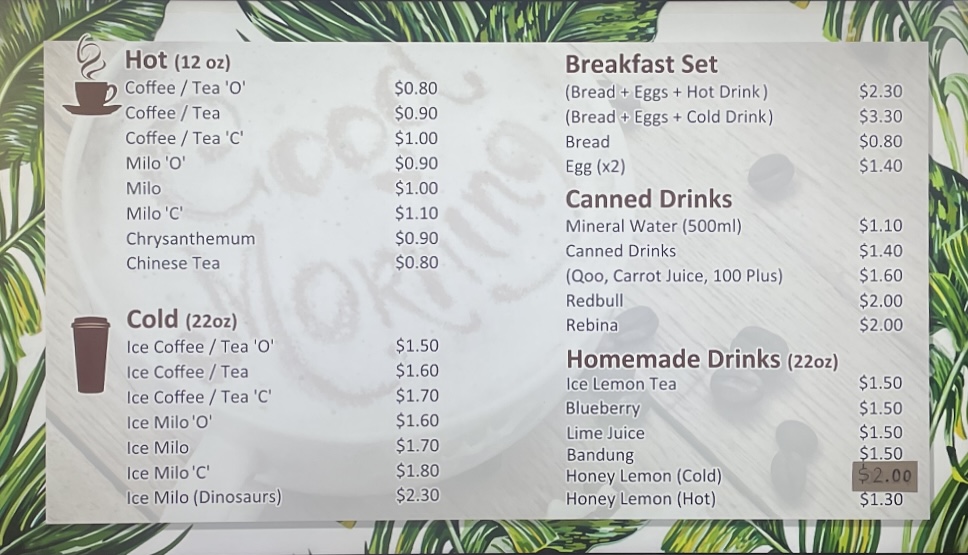 Good Morning
Hot (12 oz)
Coffee / Tea 'O' $0.80
Coffee / Tea $0.90
Coffee / Tea 'C' $1.00
Milo 'O' $0.90
Milo $1.00
Milo 'C' $1.10
Chrysanthemum $0.90
Chinese Tea $0.80
Cold (22oz)
Ice Coffee / Tea 'O' $1.50
Ice Coffee / Tea $1.60
Ice Coffee / Tea 'C' $1.70
Ice Milo 'O' $1.60
Ice Milo $1.70
Ice Milo 'C' $1.80
Ice Milo (Dinosaurs) $2.30
Breakfast Set
(Bread + Eggs + Hot Drink) $2.30
(Bread + Eggs + Cold Drink) $3.30
Bread $0.80
Egg (x2) $1.40
Canned Drinks
Mineral Water (500ml) $1.10
Canned Drinks $1.40
(Qoo, Carrot Juice, 100 Plus) $1.60
Redbull $2.00
Rebina $2.00
Homemade Drinks (22oz)
Ice Lemon Tea $1.50
Blueberry $1.50
Lime Juice $1.50
Bandung $1.50
Honey Lemon (Cold) $2.00
Honey Lemon (Hot) $1.30